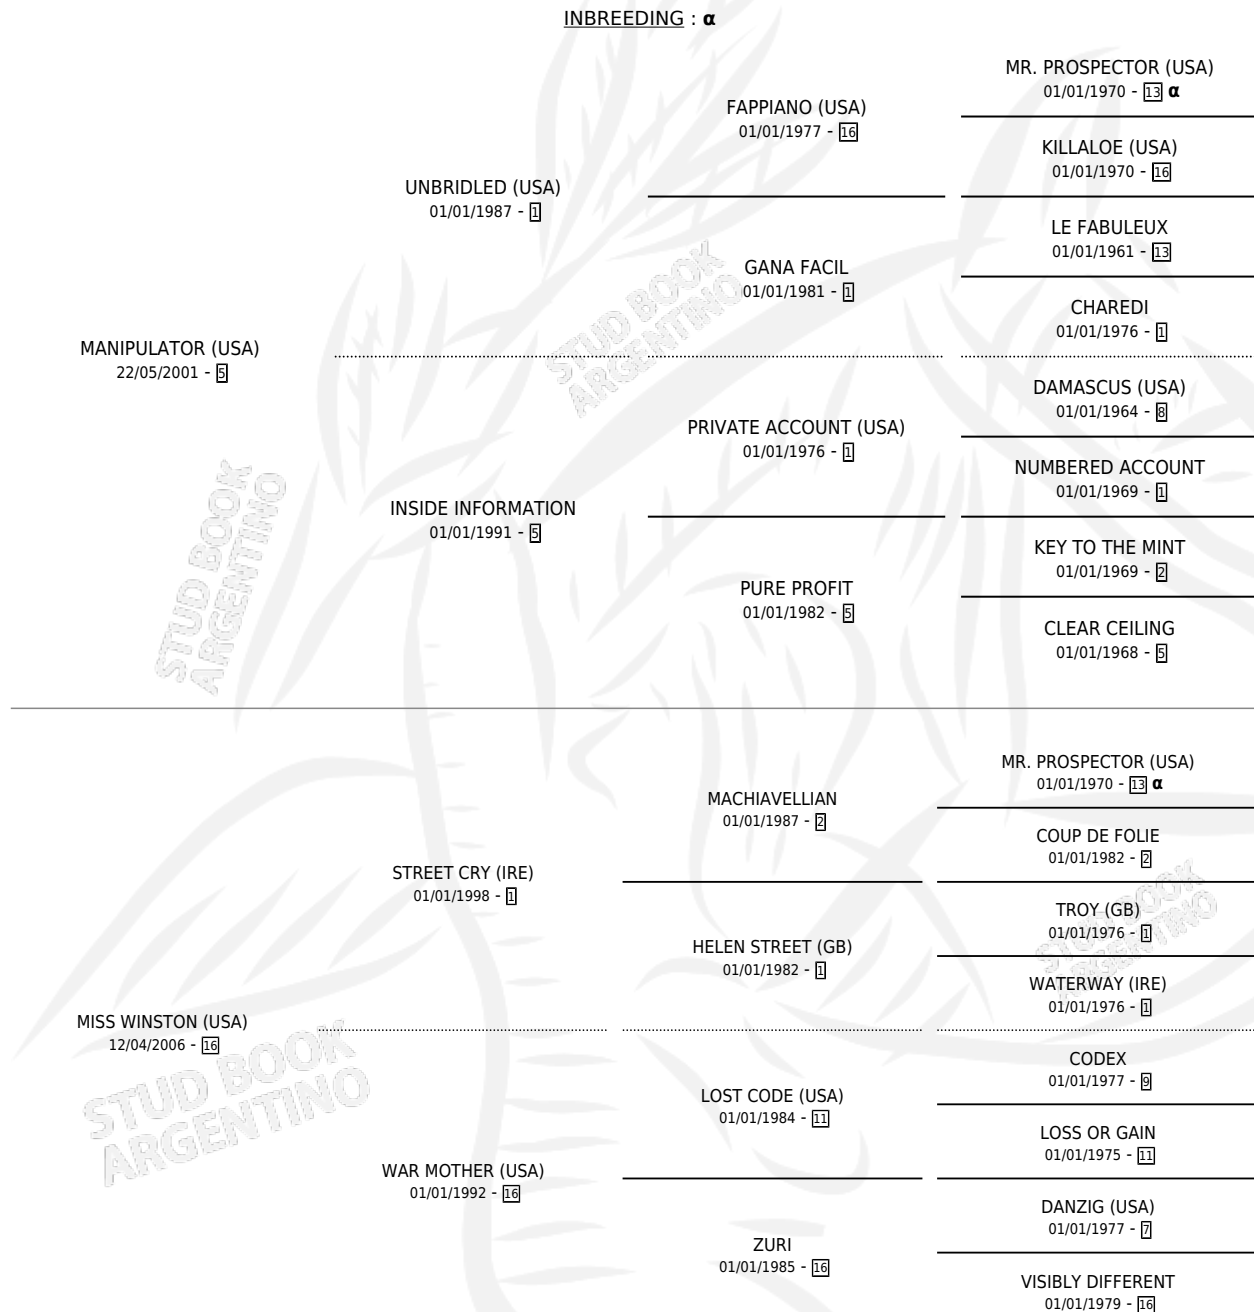 INBREEDING : α
MR. PROSPECTOR (USA)
01/01/1970 - 13 α
FAPPIANO (USA)
01/01/1977 - 16
KILLALOE (USA)
01/01/1970 - 16
UNBRIDLED (USA)
01/01/1987 - 1
LE FABULEUX
01/01/1961 - 13
GANA FACIL
01/01/1981 - 1
CHAREDI
01/01/1976 - 1
MANIPULATOR (USA)
22/05/2001 - 5
DAMASCUS (USA)
01/01/1964 - 8
PRIVATE ACCOUNT (USA)
01/01/1976 - 1
NUMBERED ACCOUNT
01/01/1969 - 1
INSIDE INFORMATION
01/01/1991 - 5
KEY TO THE MINT
01/01/1969 - 2
PURE PROFIT
01/01/1982 - 5
CLEAR CEILING
01/01/1968 - 5
MR. PROSPECTOR (USA)
01/01/1970 - 13 α
MACHIAVELLIAN
01/01/1987 - 2
COUP DE FOLIE
01/01/1982 - 2
STREET CRY (IRE)
01/01/1998 - 1
TROY (GB)
01/01/1976 - 1
HELEN STREET (GB)
01/01/1982 - 1
WATERWAY (IRE)
01/01/1976 - 1
MISS WINSTON (USA)
12/04/2006 - 16
CODEX
01/01/1977 - 9
LOST CODE (USA)
01/01/1984 - 11
LOSS OR GAIN
01/01/1975 - 11
WAR MOTHER (USA)
01/01/1992 - 16
DANZIG (USA)
01/01/1977 - 7
ZURI
01/01/1985 - 16
VISIBLY DIFFERENT
01/01/1979 - 16
STUD BOOK
ARGENTINO
STUD BOOK
ARGENTINO
STUD BOOK
ARGENTINO
STUD BOOK
ARGENTINO